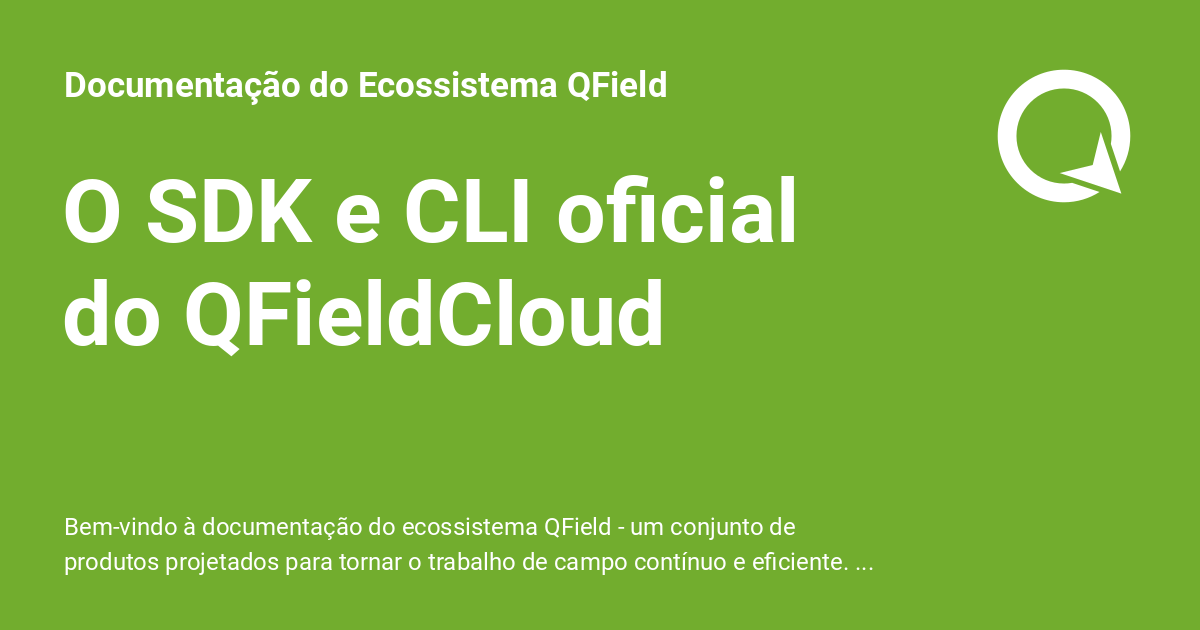 Documentação do Ecossistema QField
O SDK e CLI oficial
do QFieldCloud
Bem-vindo à documentação do ecossistema QField - um conjunto de
produtos projetados para tornar o trabalho de campo contínuo e eficiente. ...